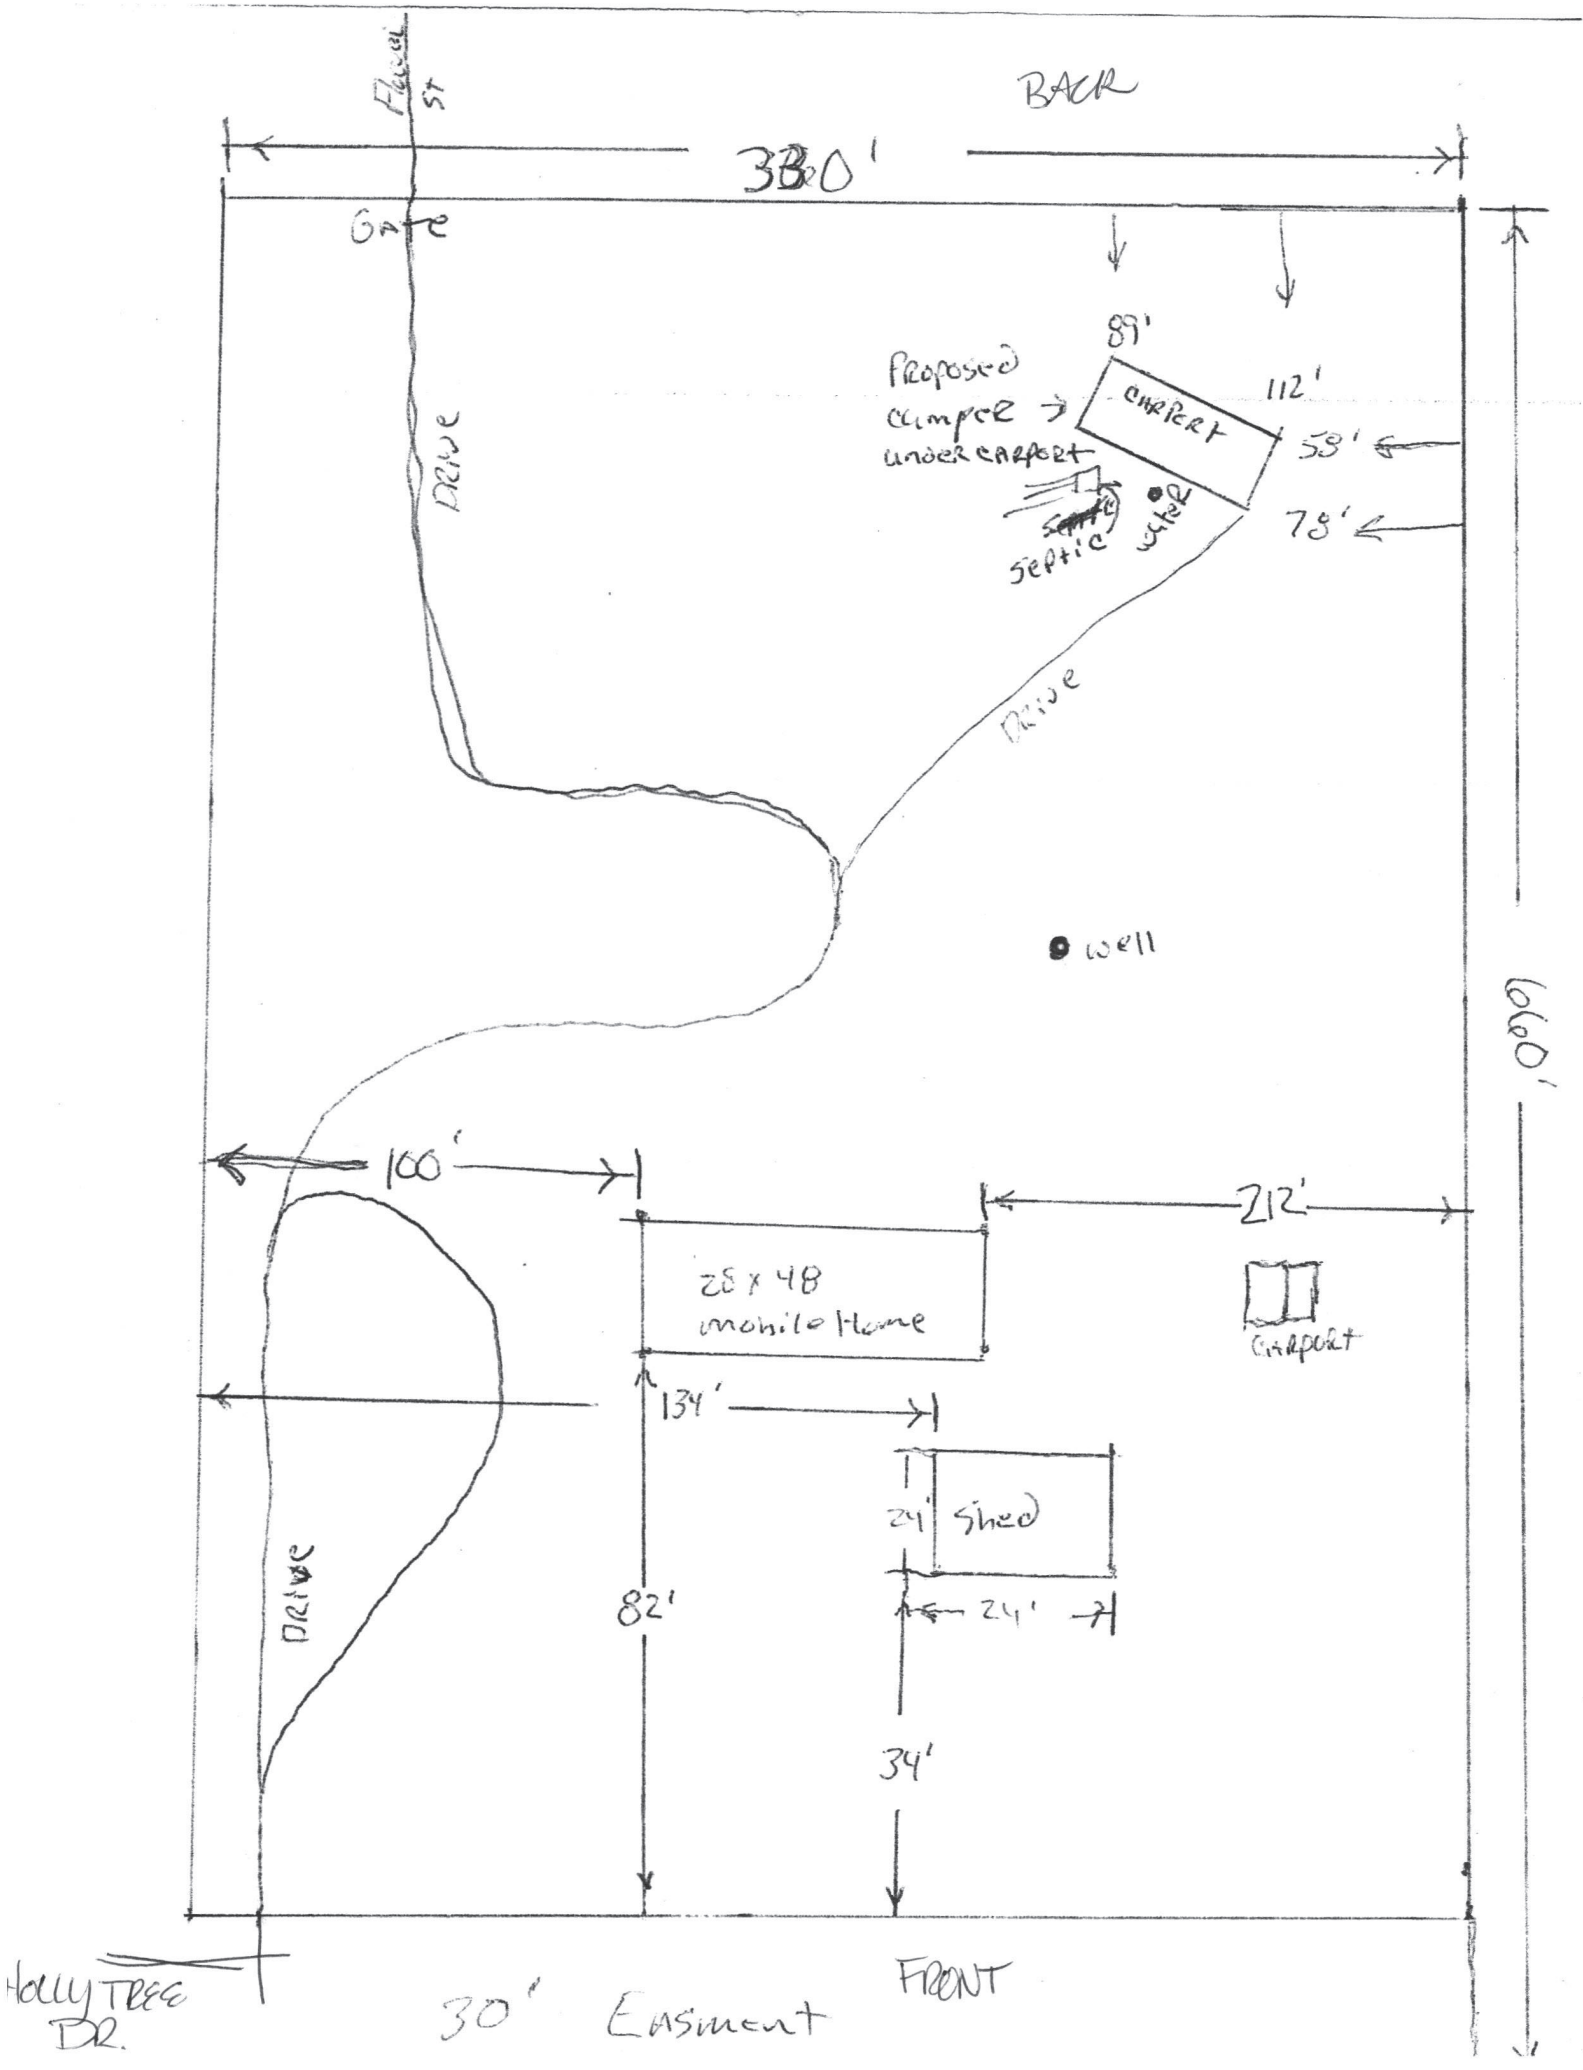 St
BACK
330'
Gate
89'
Proposed
camper
under carport
CARPORT
112'
58'
78'
septic
water
DRIVE
Drive
well
660'
100'
212'
28 x 48
mobile Home
CARPORT
134'
24'
Shed
24'
DRIVE
82'
34'
FRONT
HOLLY TREE
DR.
30' Easment